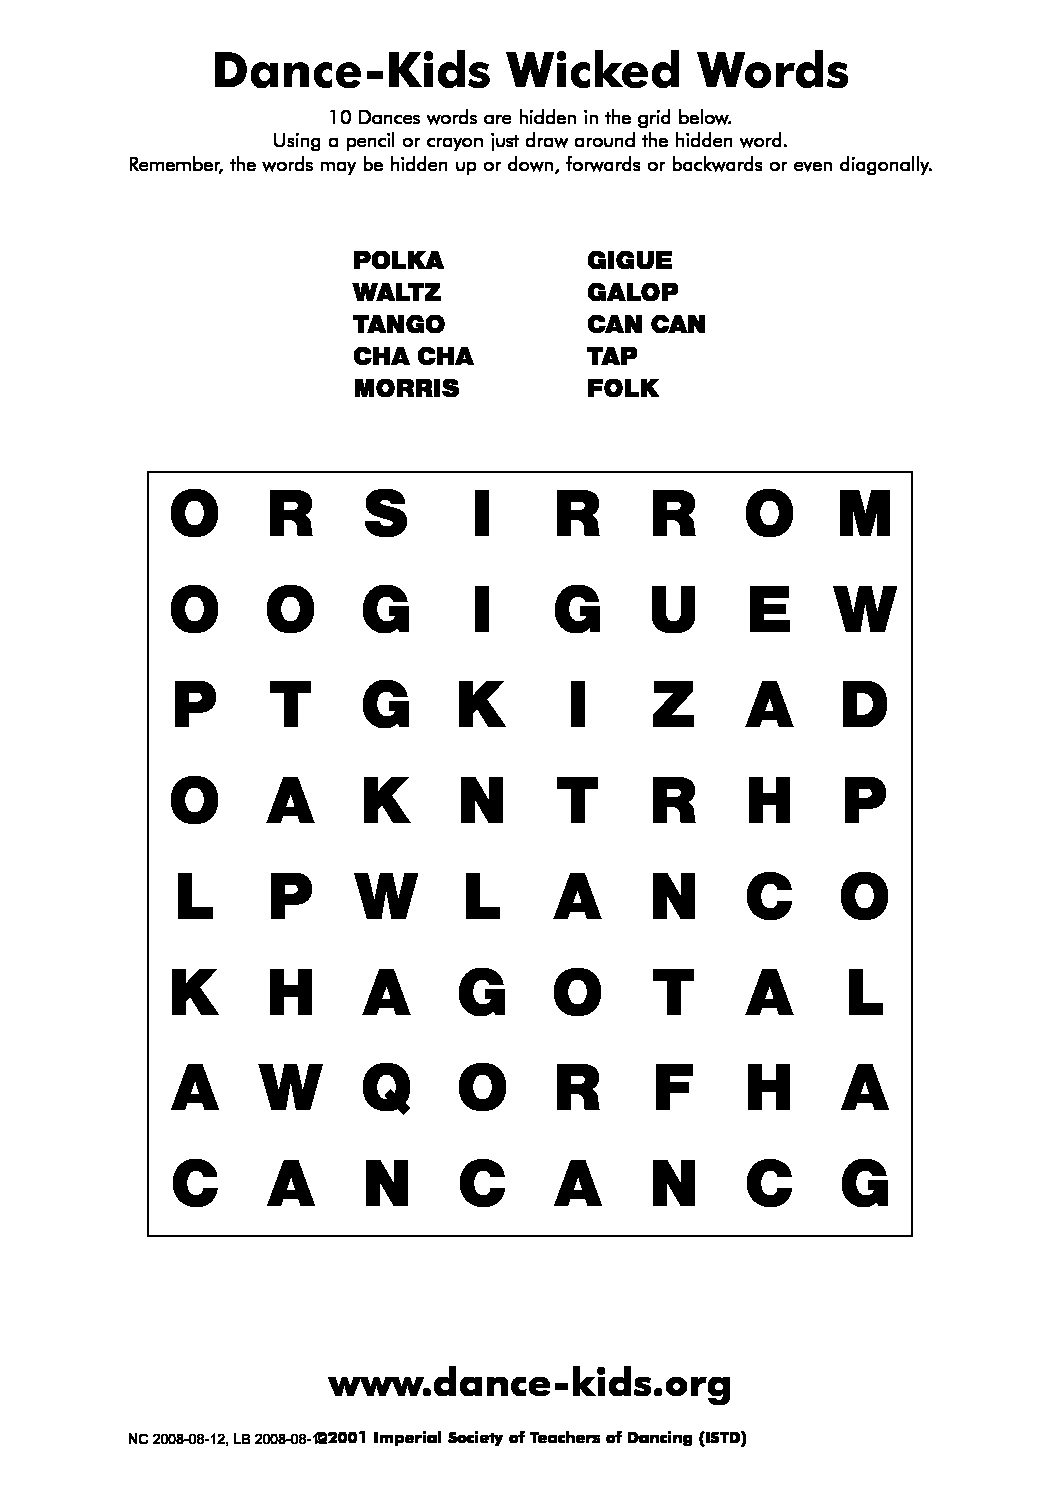 Dance-Kids Wicked Words
10 Dances words are hidden in the grid below.
Using a pencil or crayon just draw around the hidden word.
Remember, the words may be hidden up or down, forwards or backwards or even diagonally.
POLKA GIGUE
WALTZ GALOP
TANGO CAN CAN
CHA CHA TAP
MORRIS FOLK
O R S I R R O M
O O G I G U E W
P T G K I Z A D
O A K N T R H P
L P W L A N C O
K H A G O T A L
A W Q O R F H A
C A N C A N C G
www.dance-kids.org
NC 2008-08-12, LB 2008-08-1 ©2001 Imperial Society of Teachers of Dancing (ISTD)